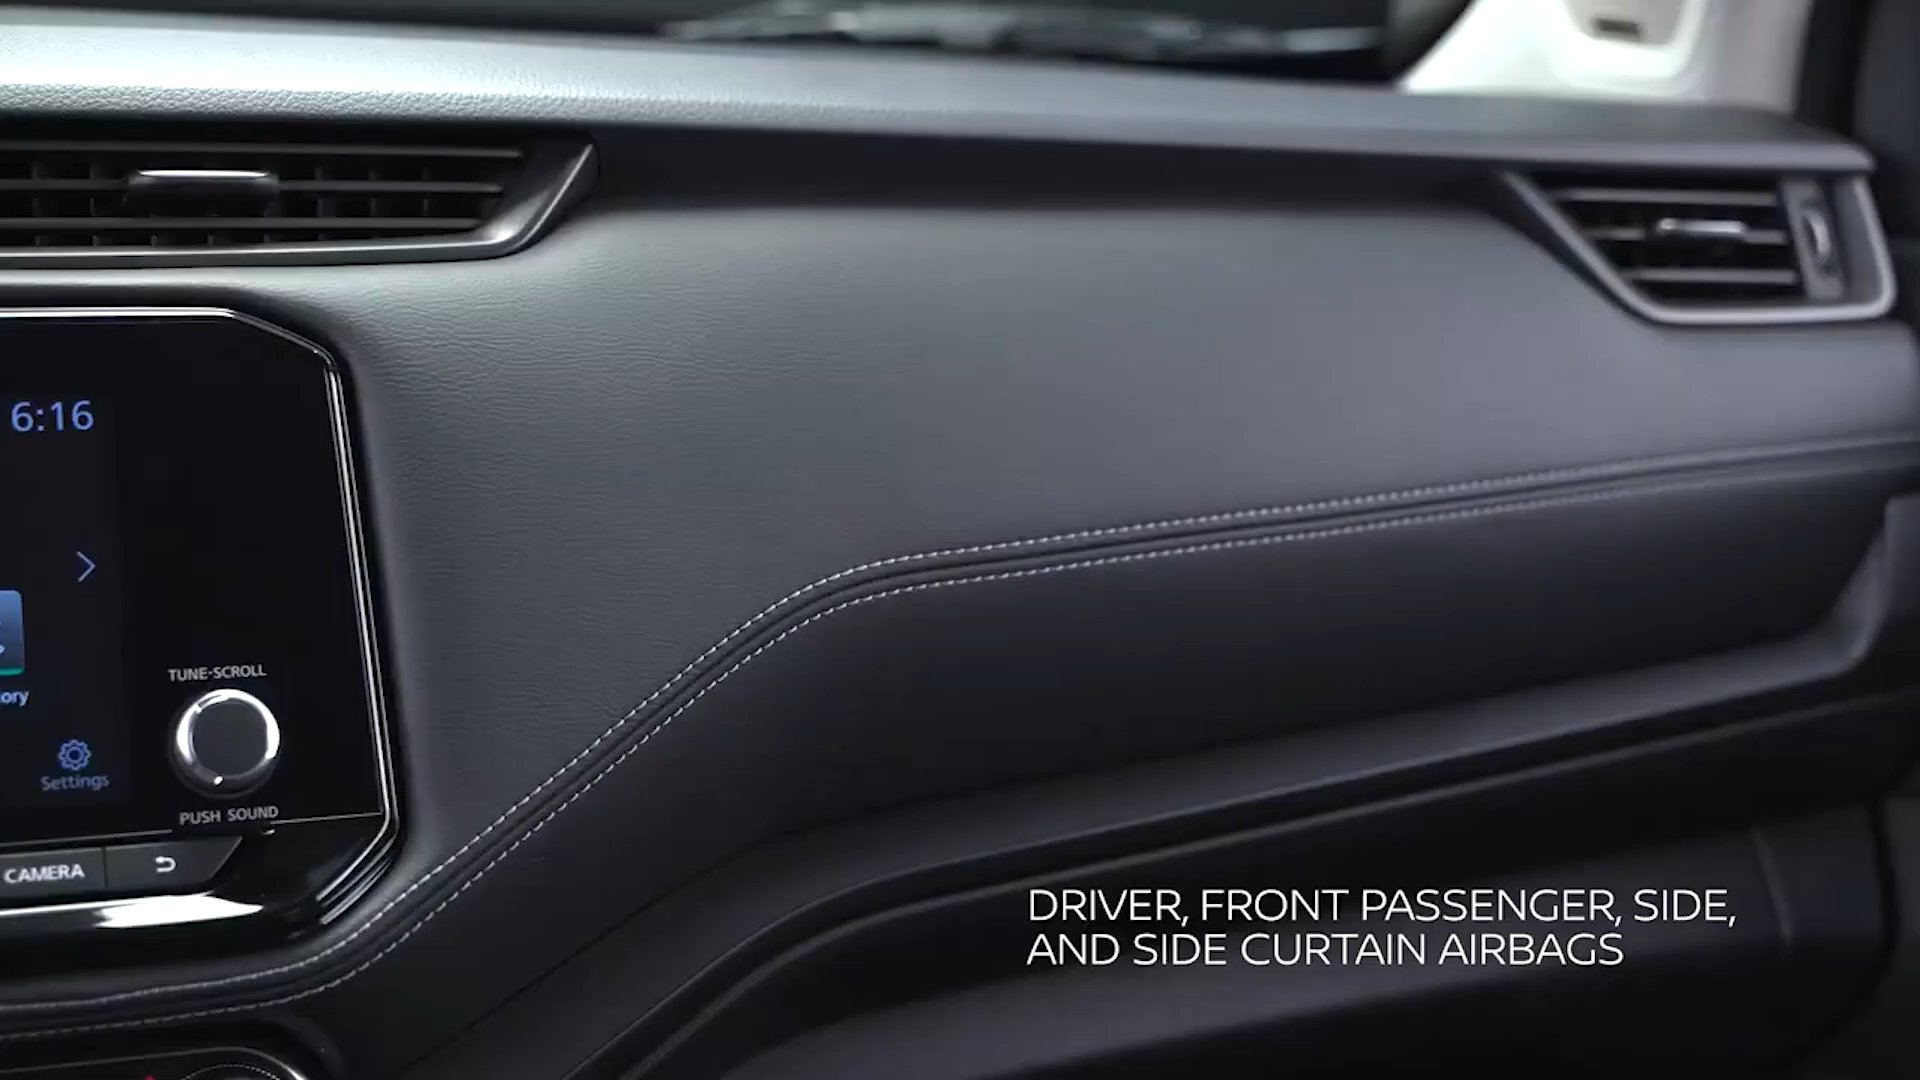 6:16
ory
Settings
TUNE-SCROLL
PUSH SOUND
CAMERA
DRIVER, FRONT PASSENGER, SIDE,
AND SIDE CURTAIN AIRBAGS